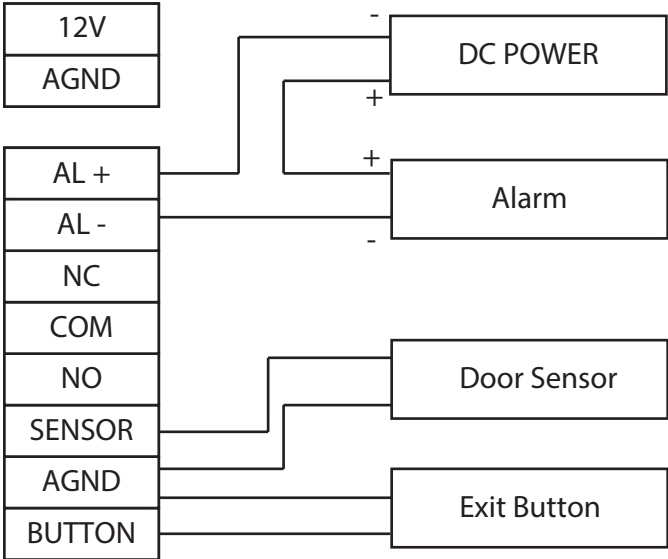 12V
AGND
AL +
AL -
NC
COM
NO
SENSOR
AGND
BUTTON
-
DC POWER
+
+
Alarm
-
Door Sensor
Exit Button